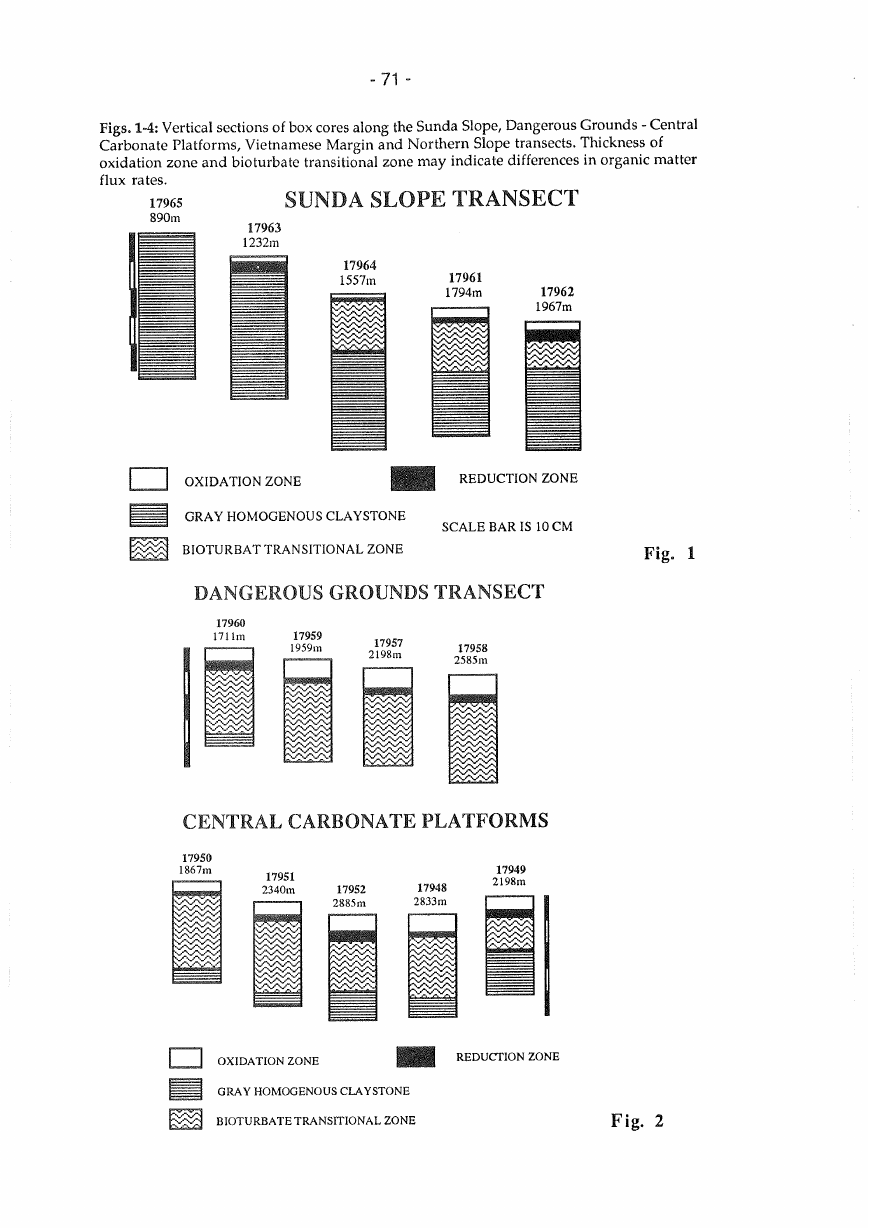 - 71 -
Figs. 1-4: Vertical sections of box cores along the Sunda Slope, Dangerous Grounds - Central
Carbonate Platforms, Vietnamese Margin and Northern Slope transects. Thickness of
oxidation zone and bioturbate transitional zone may indicate differences in organic matter
flux rates.
SUNDA SLOPE TRANSECT
17965
890m
17963
1232m
17964
1557m
17961
1794m
17962
1967m
OXIDATION ZONE
REDUCTION ZONE
GRAY HOMOGENOUS CLAYSTONE
SCALE BAR IS 10 CM
BIOTURBAT TRANSITIONAL ZONE
Fig. 1
DANGEROUS GROUNDS TRANSECT
17960
1711m
17959
1959m
17957
2198m
17958
2585m
CENTRAL CARBONATE PLATFORMS
17950
1867m
17951
2340m
17952
2885m
17948
2833m
17949
2198m
OXIDATION ZONE
REDUCTION ZONE
GRAY HOMOGENOUS CLAYSTONE
BIOTURBATE TRANSITIONAL ZONE
Fig. 2